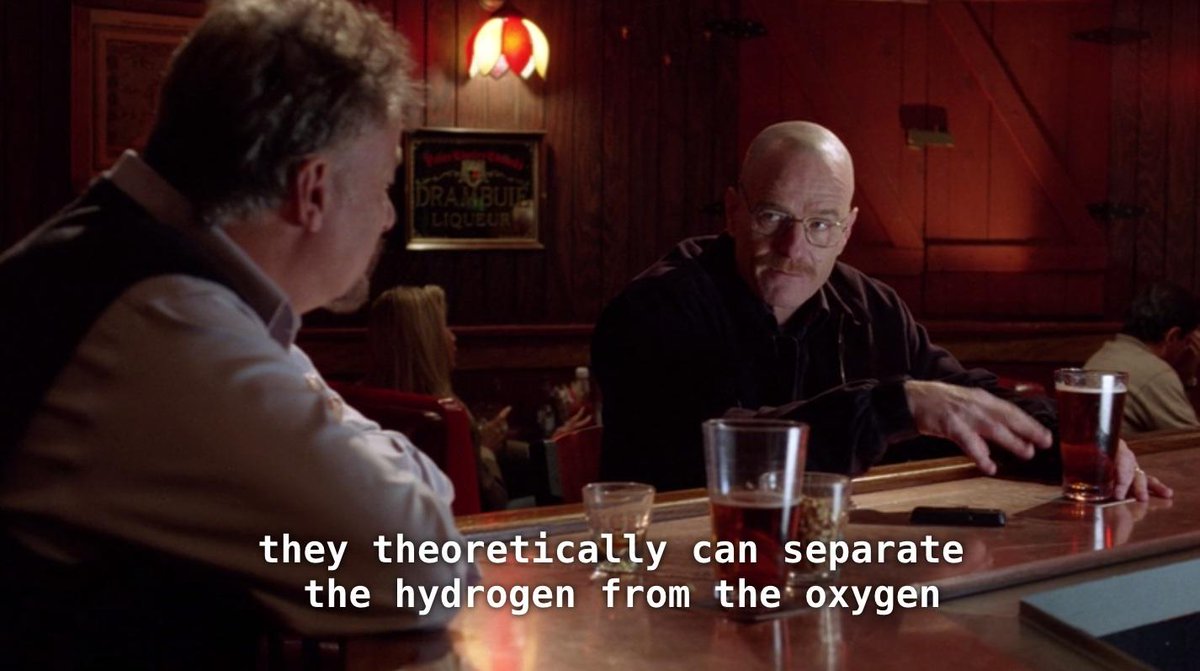 DRAMBUIE
LIQUEUR
they theoretically can separate
the hydrogen from the oxygen